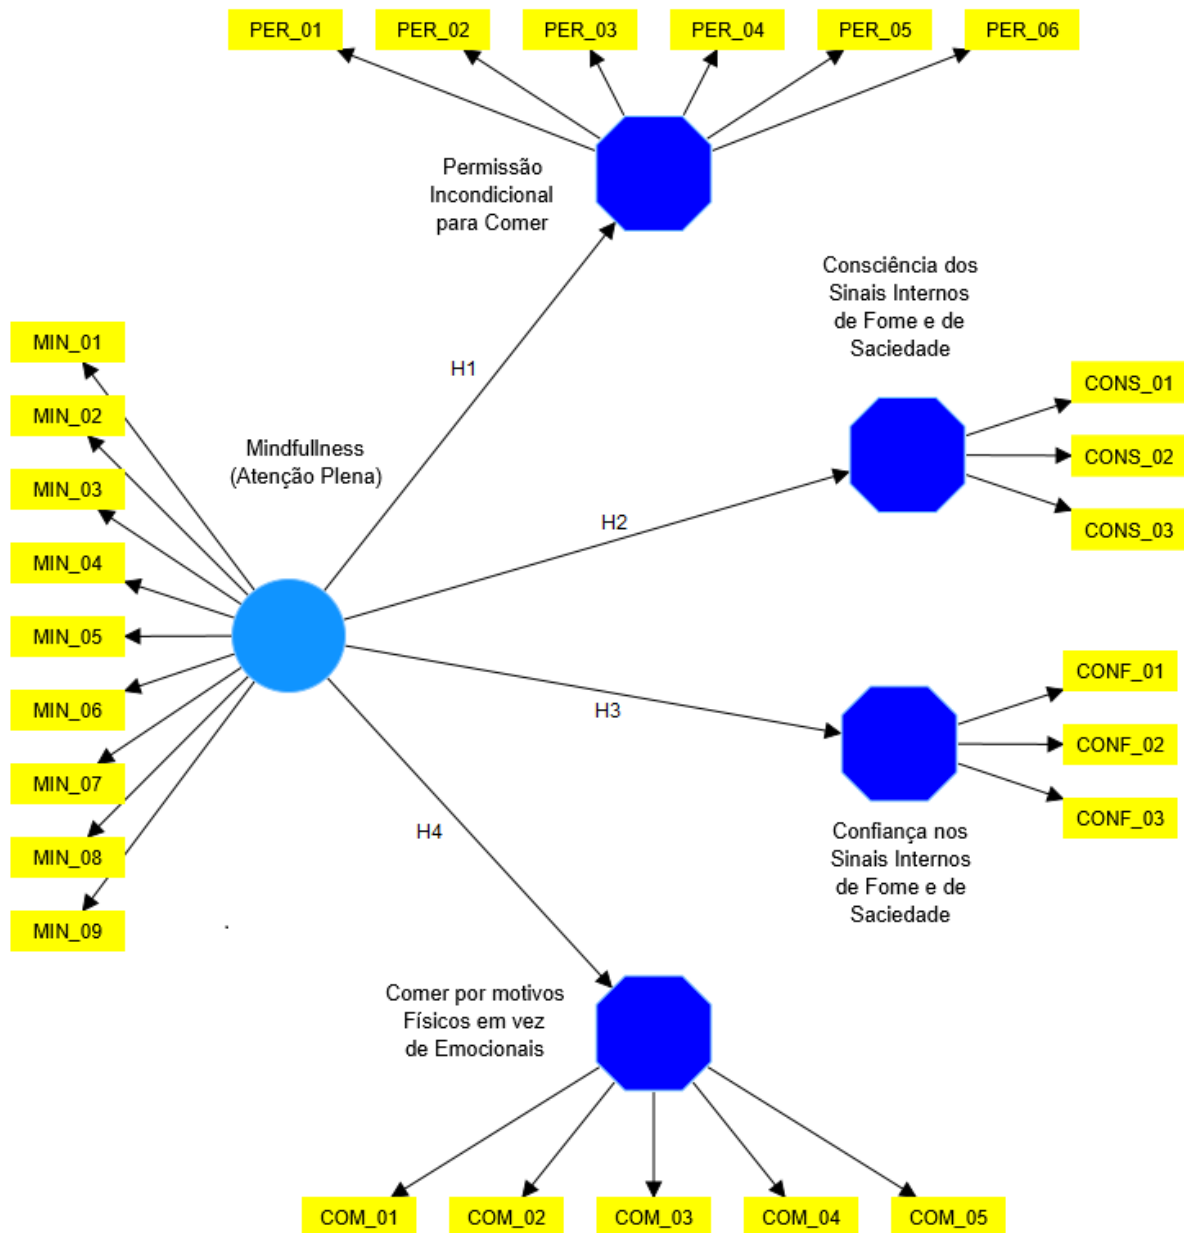 PER_01
PER_02
PER_03
PER_04
PER_05
PER_06
Permissão
Incondicional
para Comer
Consciência dos
Sinais Internos
de Fome e de
Saciedade
MIN_01
MIN_02
MIN_03
MIN_04
MIN_05
MIN_06
MIN_07
MIN_08
MIN_09
Mindfullness
(Atenção Plena)
H1
H2
H3
H4
CONS_01
CONS_02
CONS_03
CONF_01
CONF_02
CONF_03
Confiança nos
Sinais Internos
de Fome e de
Saciedade
Comer por motivos
Físicos em vez
de Emocionais
COM_01
COM_02
COM_03
COM_04
COM_05